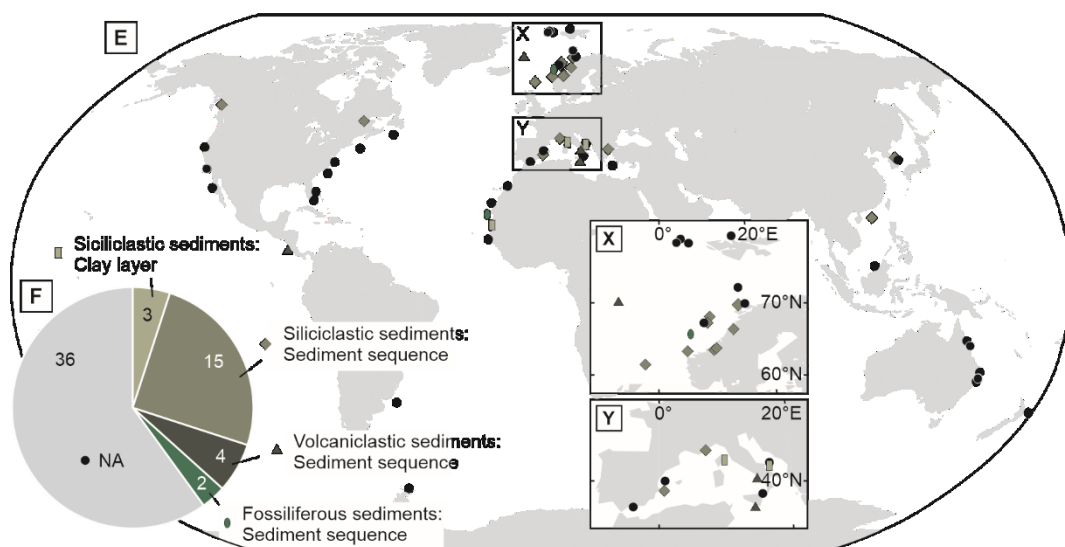 E
X
Y
Siciliclastic sediments:
Clay layer
F
3
36
15
Siliciclastic sediments:
Sediment sequence
4
Volcaniclastic sediments:
Sediment sequence
2
NA
Fossiliferous sediments:
Sediment sequence
X
0°
20°E
70°N
60°N
Y
0°
20°E
40°N